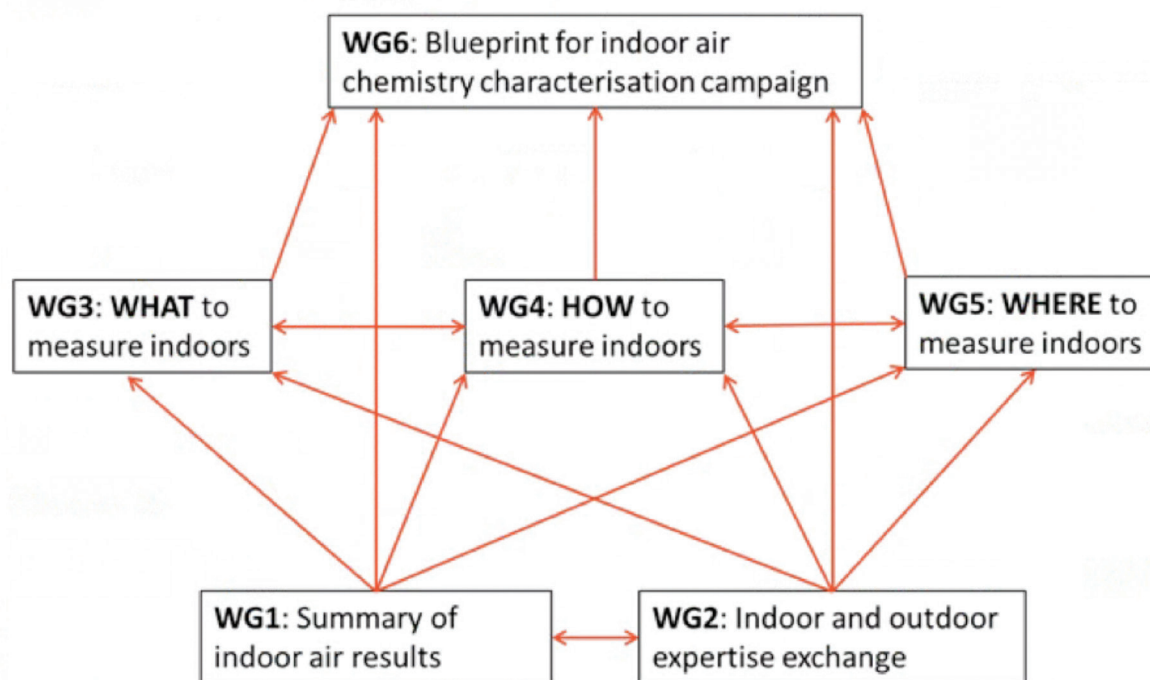 WG6: Blueprint for indoor air
chemistry characterisation campaign
WG3: WHAT to
measure indoors
WG4: HOW to
measure indoors
WG5: WHERE to
measure indoors
WG1: Summary of
indoor air results
WG2: Indoor and outdoor
expertise exchange